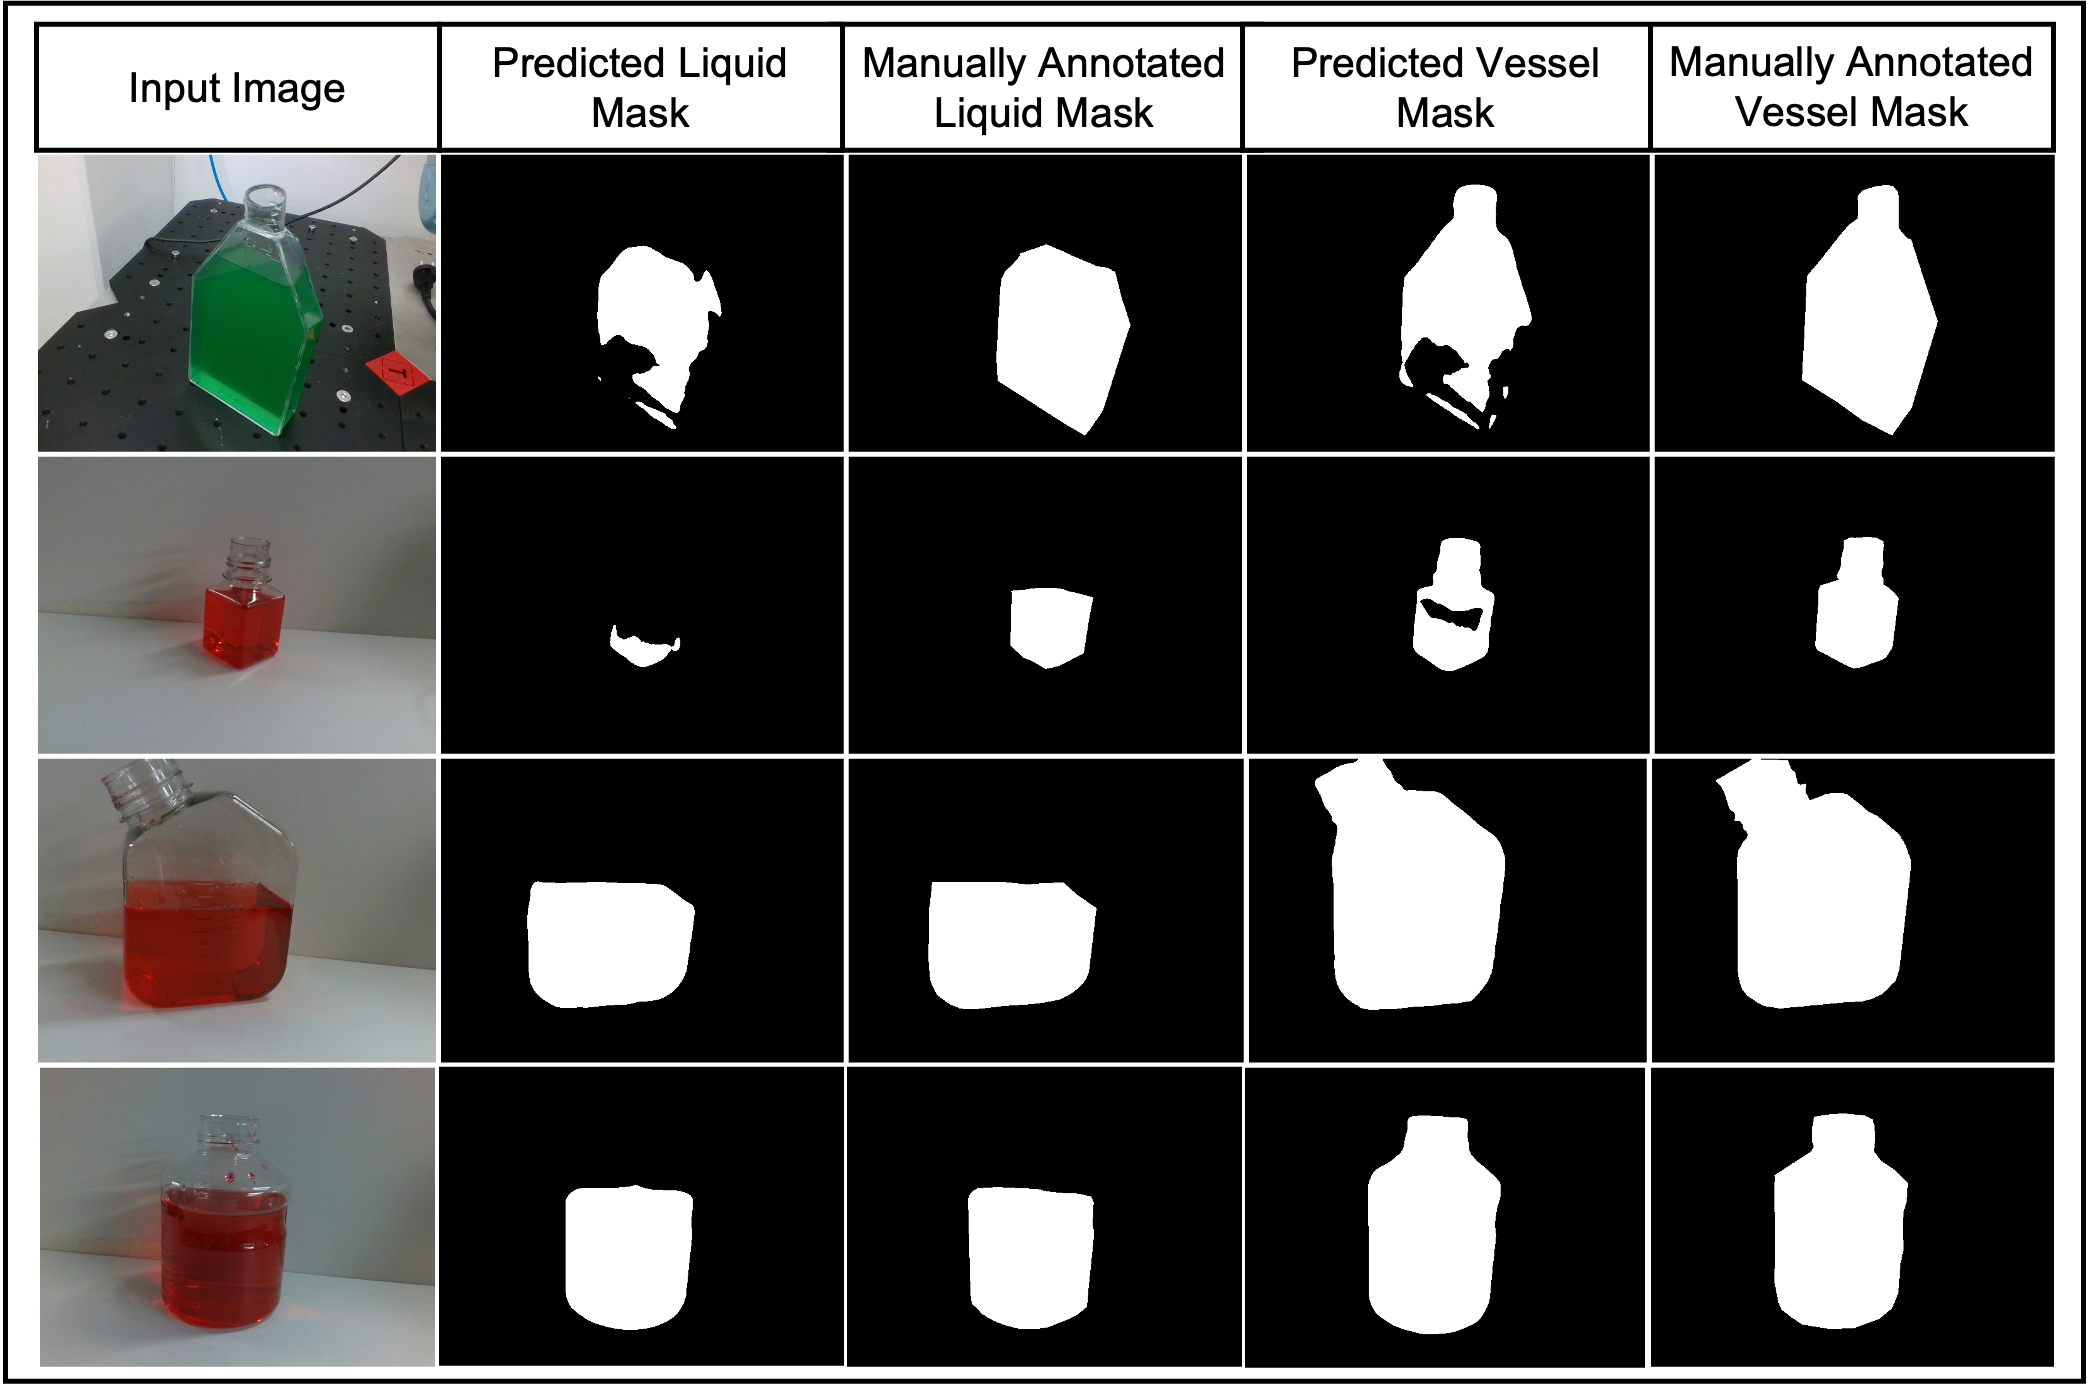 Input Image
Predicted Liquid
Mask
Manually Annotated
Liquid Mask
Predicted Vessel
Mask
Manually Annotated
Vessel Mask
T